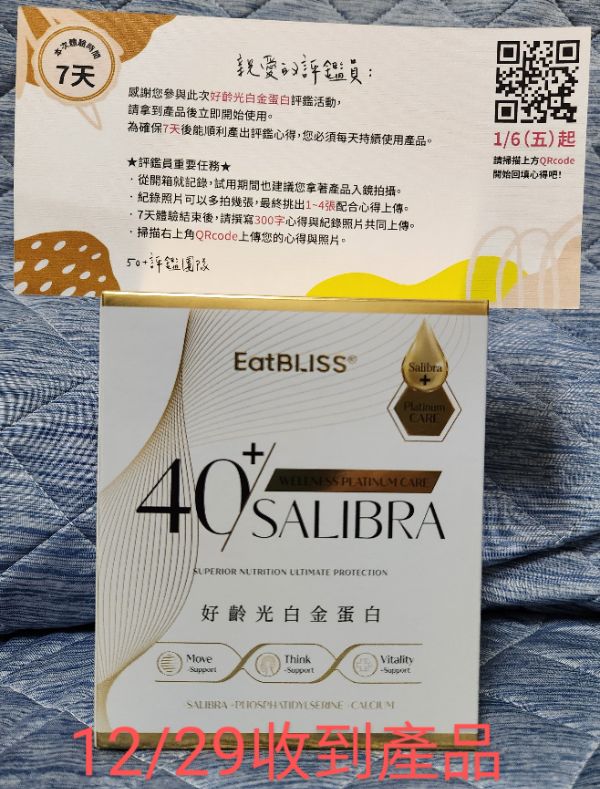 本次體驗時間
7天
親愛的評鑑員：
感謝您參與此次好齡光白金蛋白評鑑活動，
請拿到產品後立即開始使用。
為確保7天後能順利產出評鑑心得，您必須每天持續使用產品。
★評鑑員重要任務★
·從開箱就記錄，試用期間也建議您拿著產品入鏡拍攝。
·紀錄照片可以多拍幾張，最終挑出1~4張配合心得上傳。
·7天體驗結束後，請撰寫300字心得與紀錄照片共同上傳。
·掃描右上角QRcode上傳您的心得與照片。
50+評鑑團隊
1/6(五)起
請掃描上方QRcode
開始回填心得吧！
EatBLISS®
Salibra
+
Platinum
CARE
40+
WELLNESS PLATINUM CARE
SALIBRA
SUPERIOR NUTRITION ULTIMATE PROTECTION
好齡光白金蛋白
Move
-Support
Think
-Support
Vitality
-Support
SALIBRA · PHOSPHATIDYLSERINE · CALCIUM
12/29收到產品